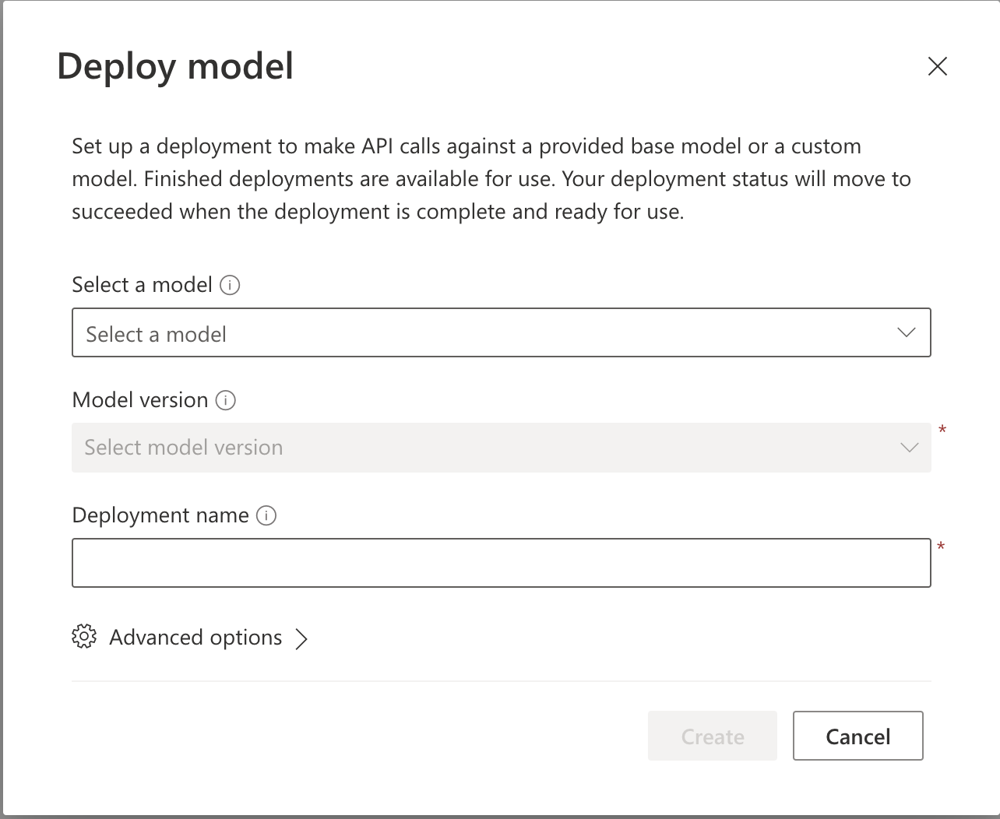 Deploy model
Set up a deployment to make API calls against a provided base model or a custom
model. Finished deployments are available for use. Your deployment status will move to
succeeded when the deployment is complete and ready for use.
Select a model
Select a model
Model version
Select model version
*
Deployment name
*
Advanced options
Create
Cancel